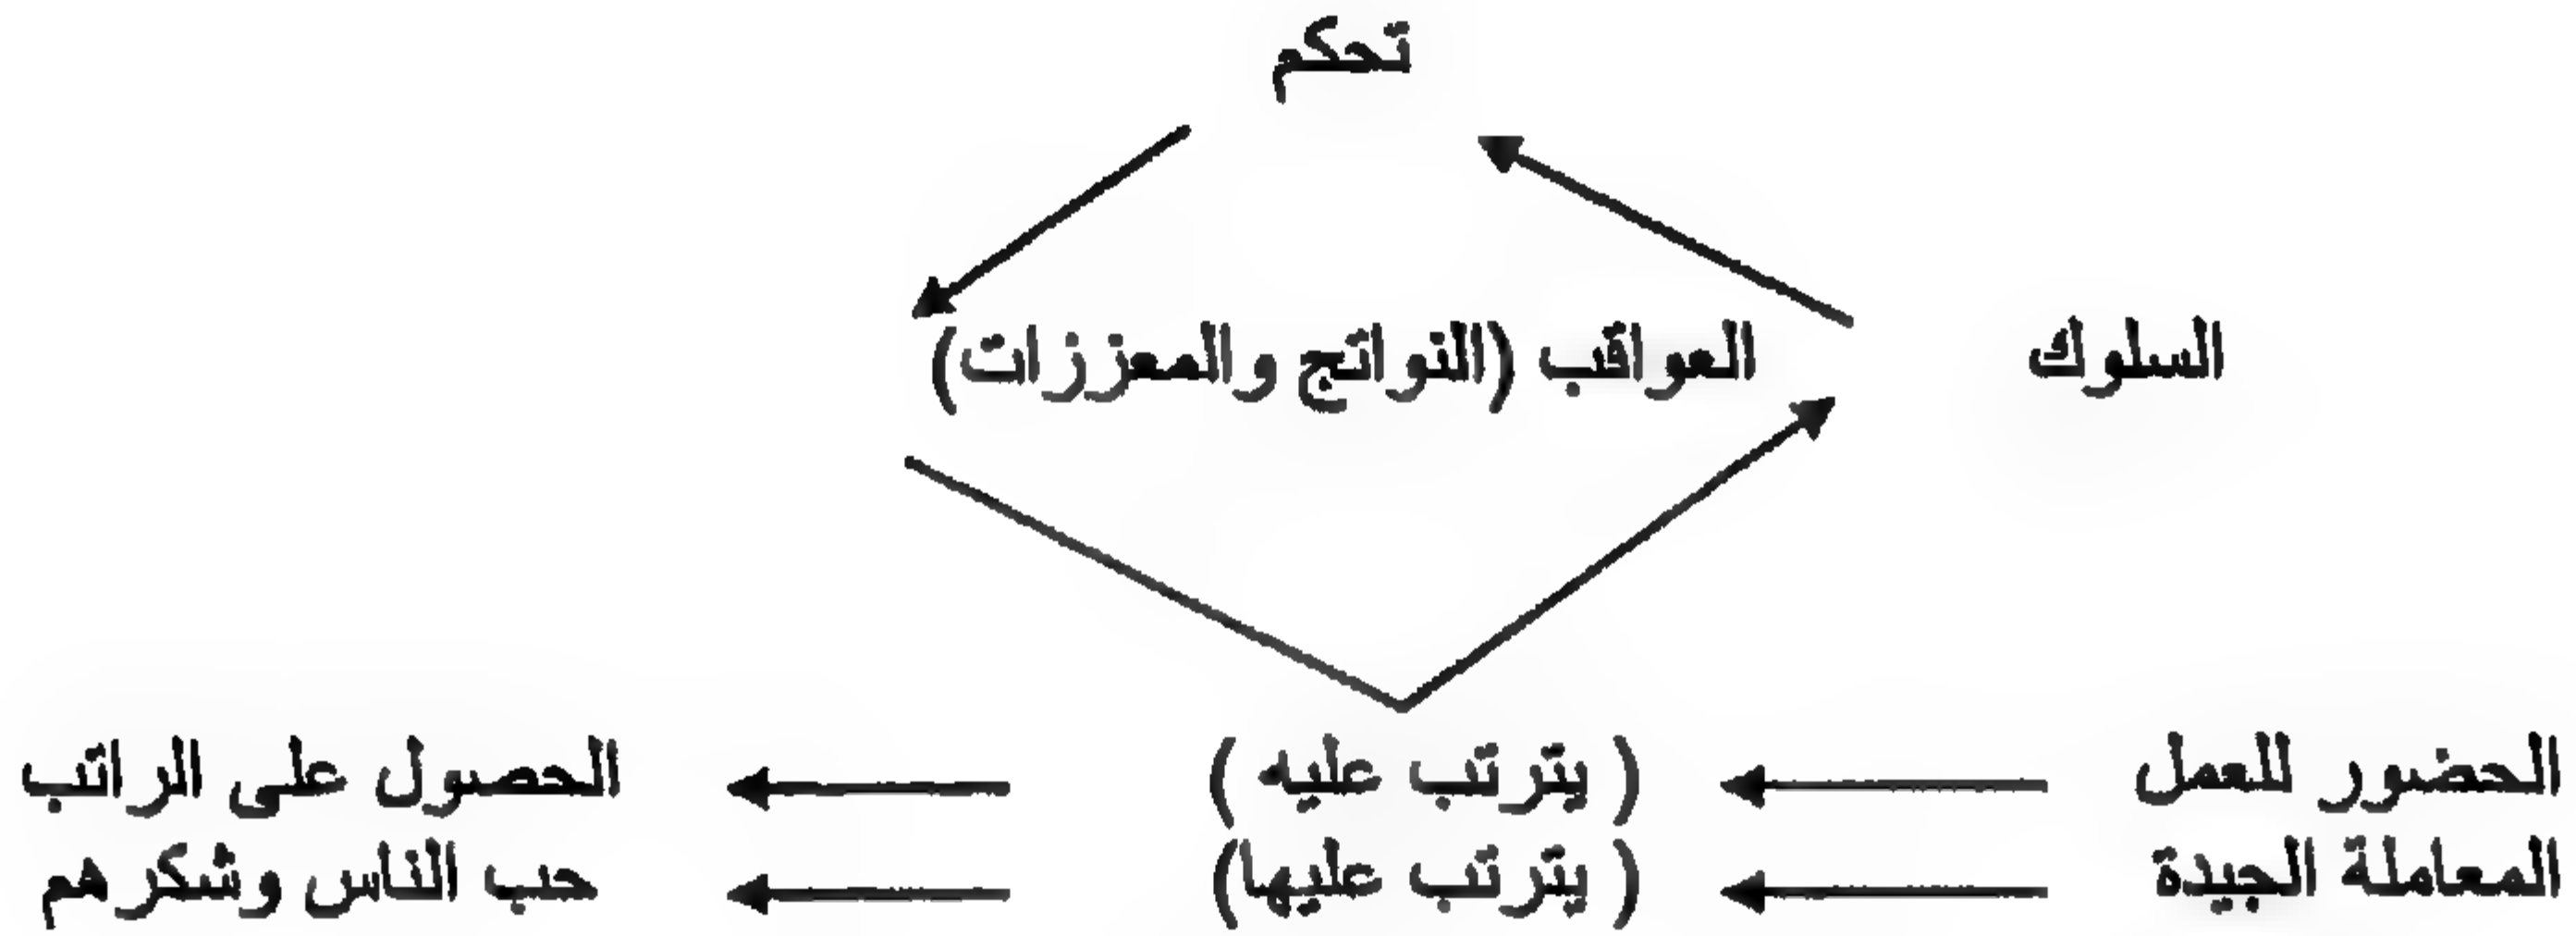 تحكم
السلوك العواقب (النواتج والمعززات)
الحضور للعمل ( يترتب عليه ) الحصول على الراتب
المعاملة الجيدة ( يترتب عليها) حب الناس وشكرهم